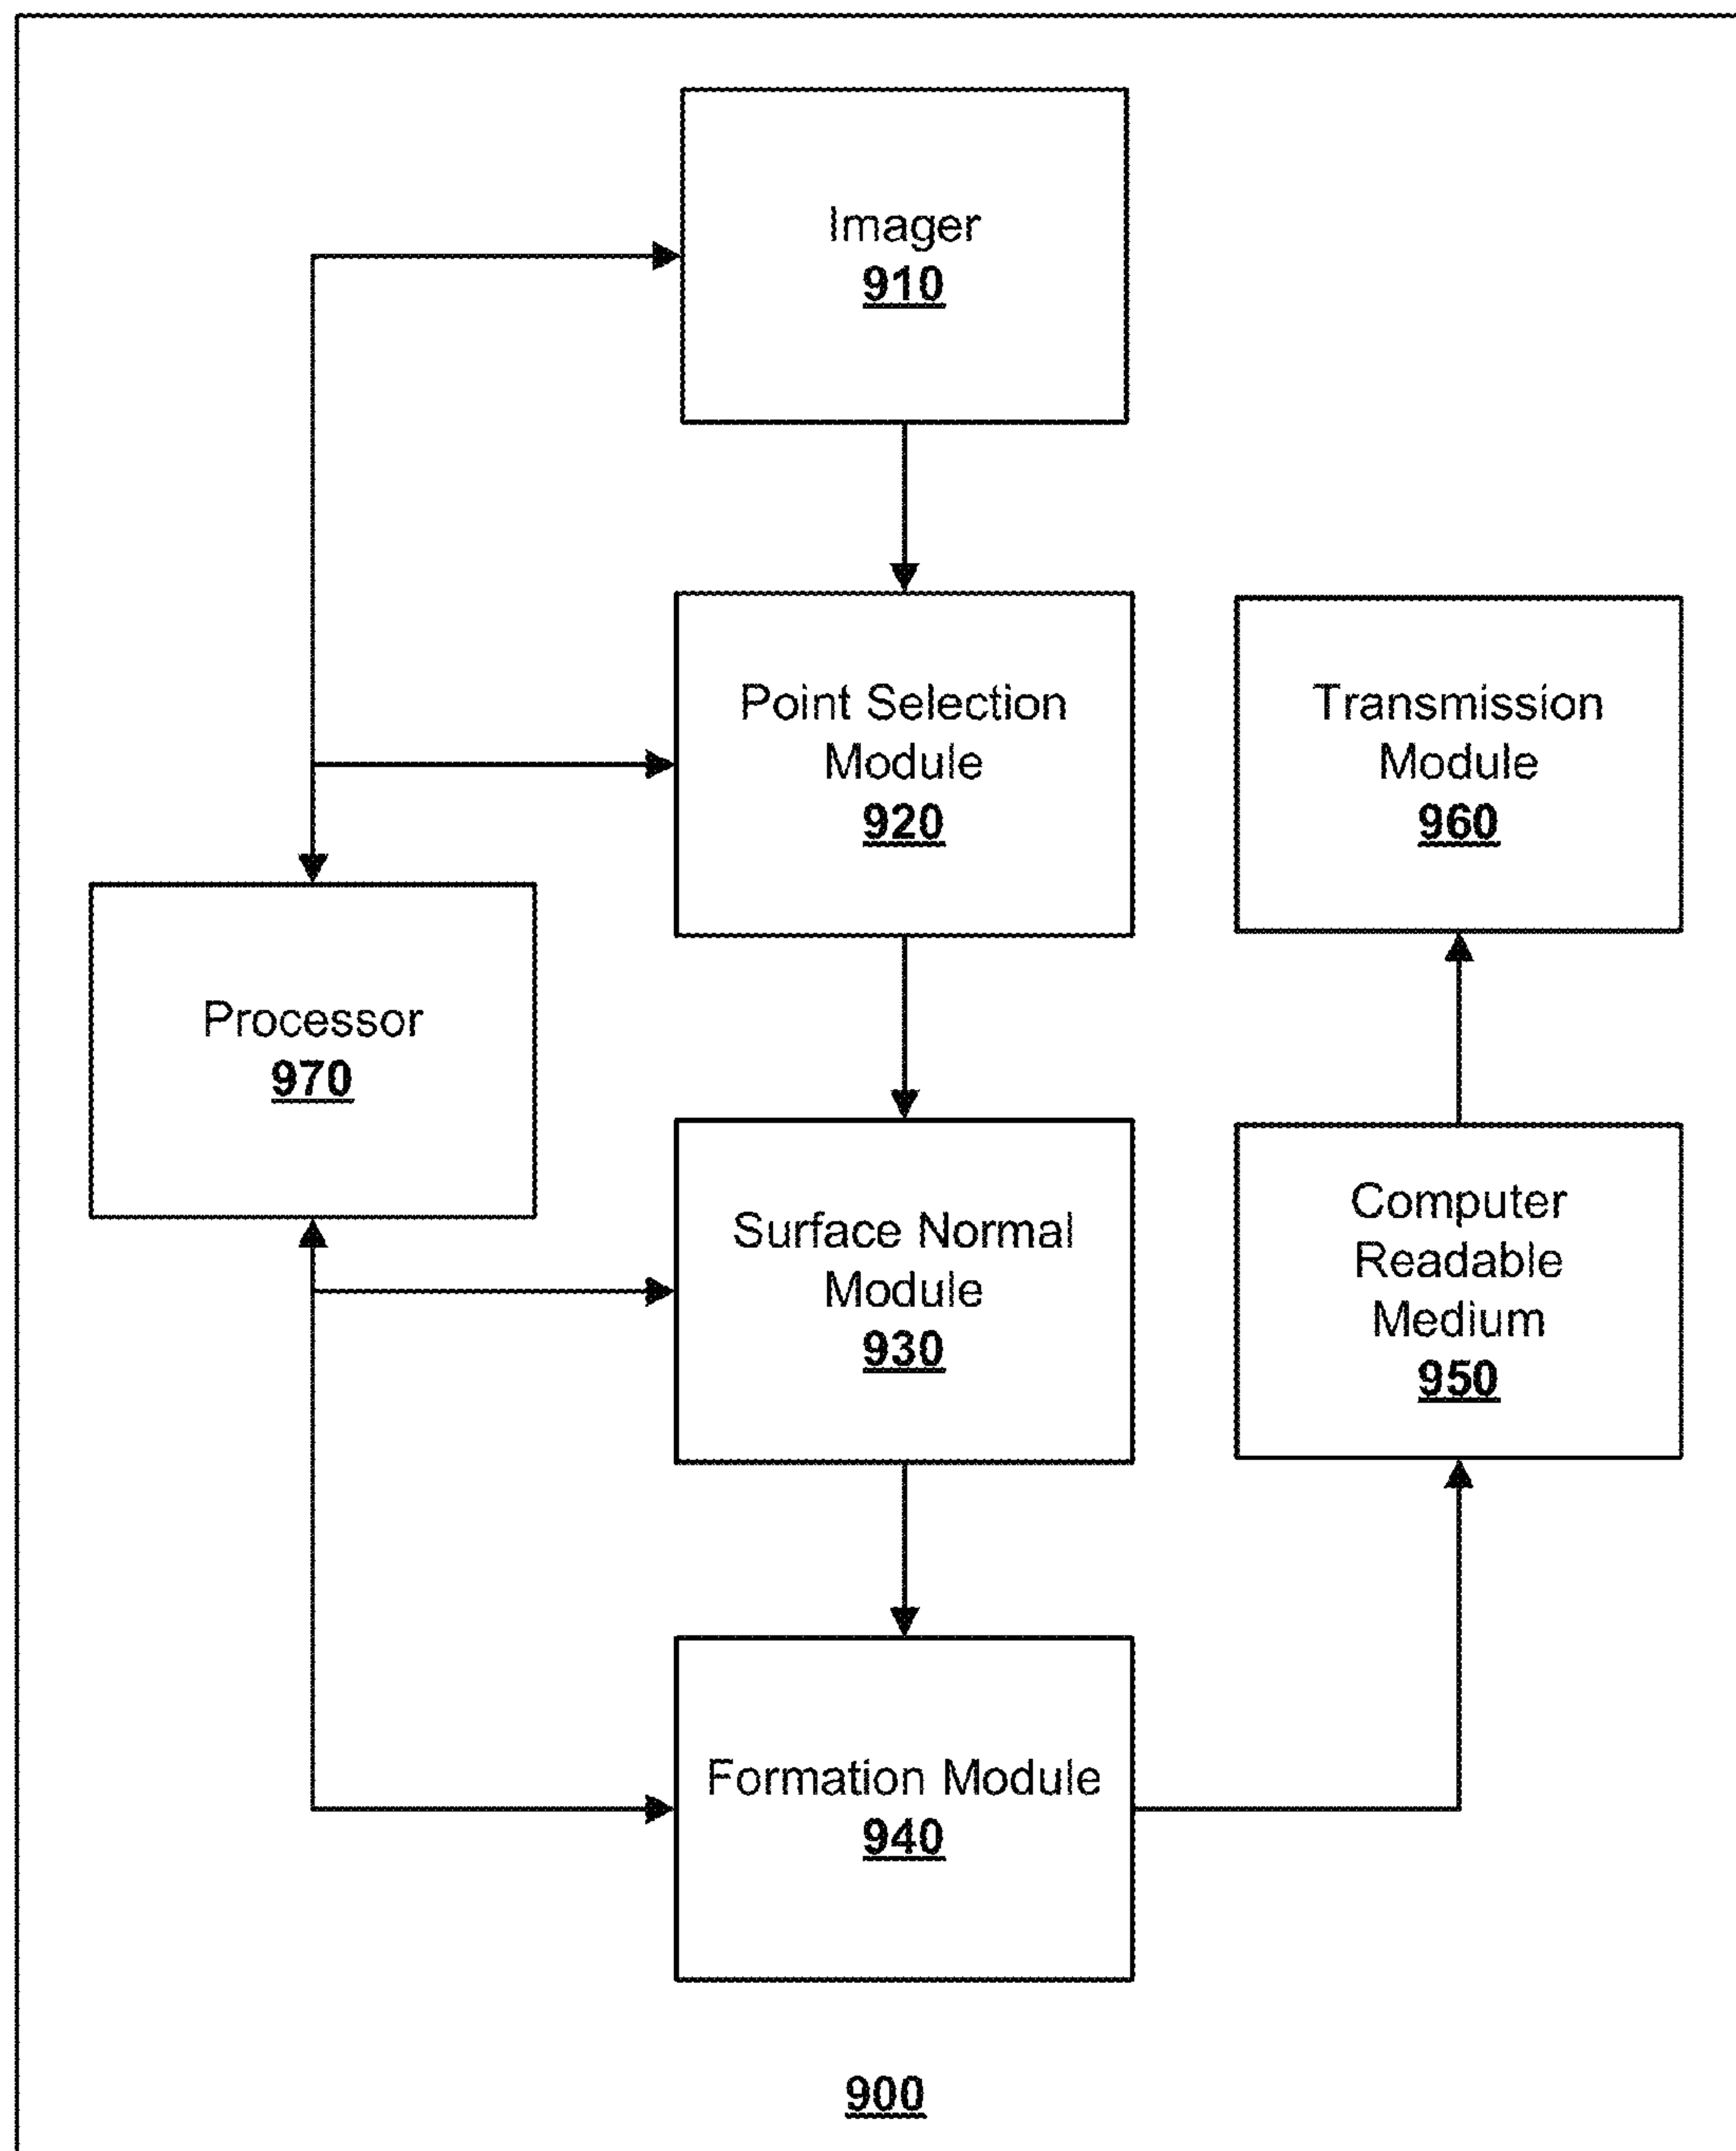 Imager
910
Point Selection
Module
920
Transmission
Module
960
Processor
970
Surface Normal
Module
930
Computer
Readable
Medium
950
Formation Module
940
900